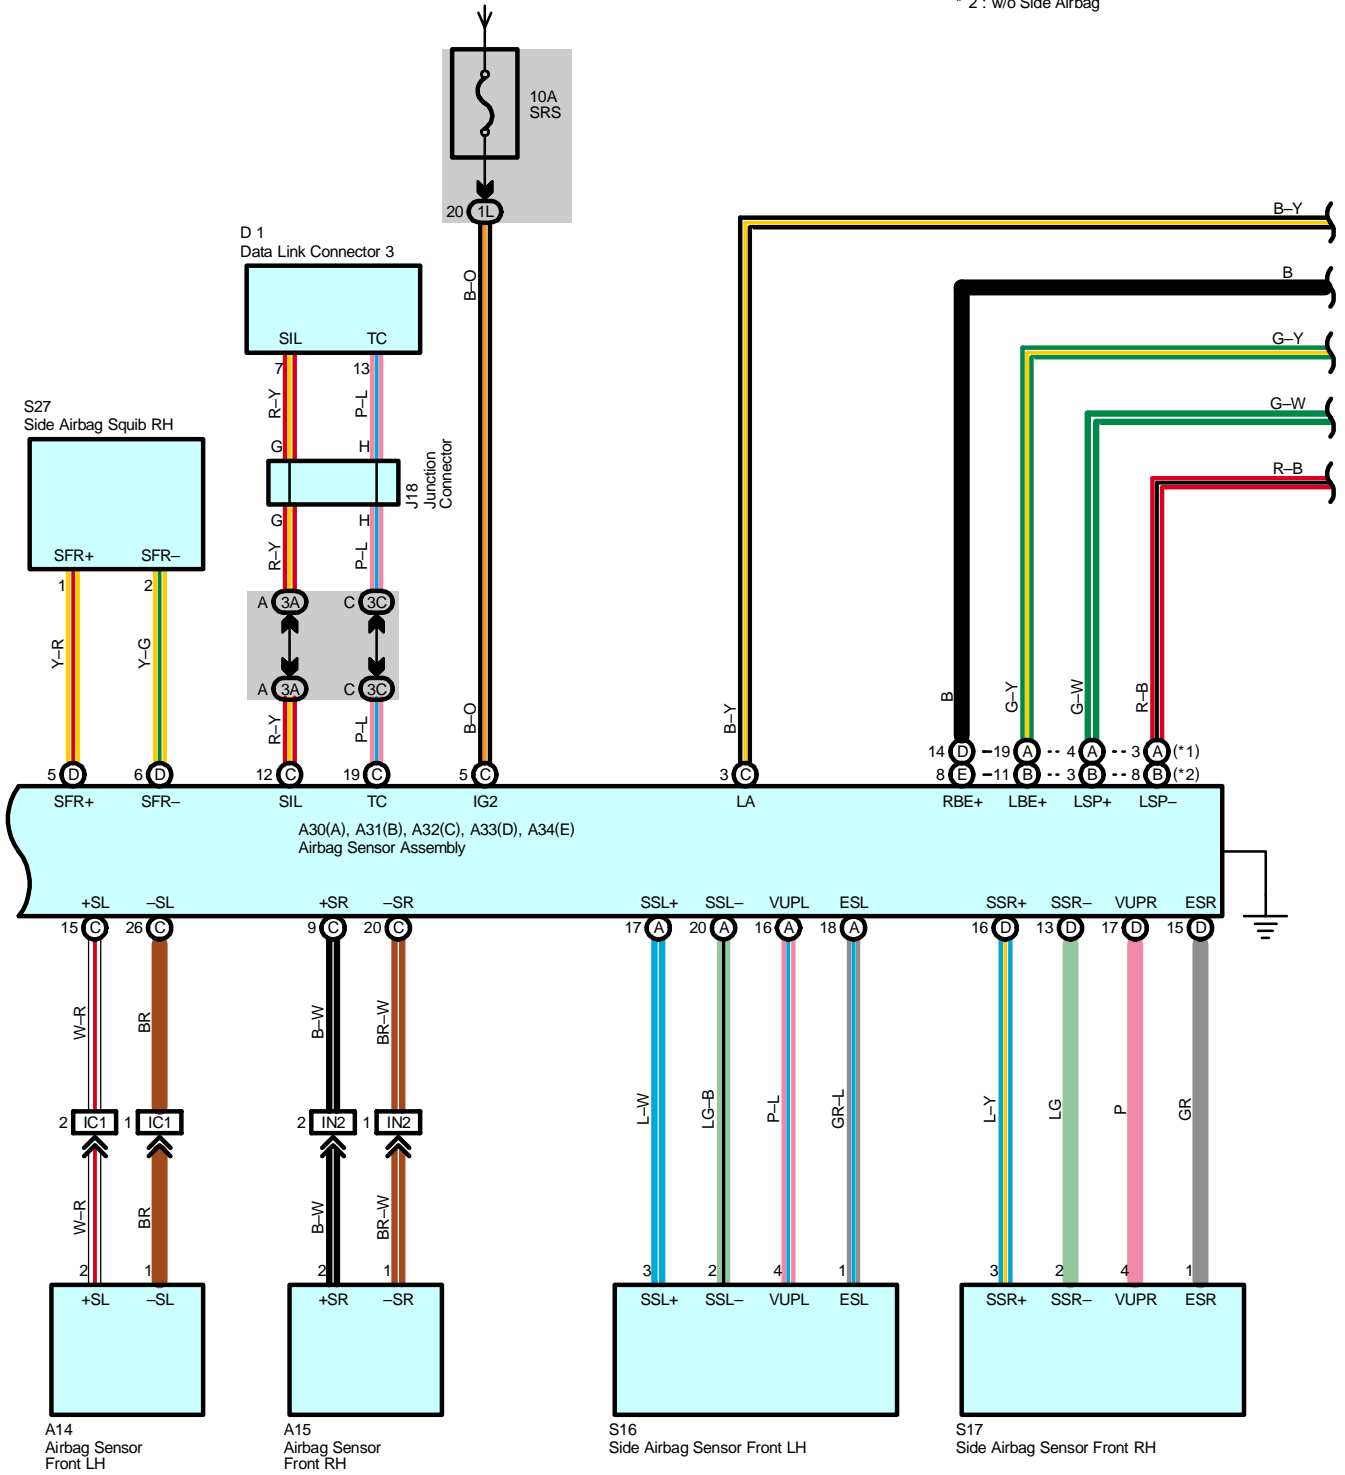 * 2 : w/o Side Airbag
10A
SRS
20 1L
D 1
Data Link Connector 3
SIL TC
7 13
R–Y P–L
G H
J18
Junction
Connector
G H
R–Y P–L
A 3A C 3C
A 3A C 3C
R–Y P–L
B–O
B–O
S27
Side Airbag Squib RH
SFR+ SFR–
1 2
Y–R Y–G
B–Y
B
G–Y
G–W
R–B
B–Y B G–Y G–W R–B
14 D 19 A 4 A 3 A (*1)
5 D 6 D 12 C 19 C 5 C 3 C 8 E 11 B 3 B 8 B (*2)
SFR+ SFR– SIL TC IG2 LA RBE+ LBE+ LSP+ LSP–
A30(A), A31(B), A32(C), A33(D), A34(E)
Airbag Sensor Assembly
+SL –SL +SR –SR SSL+ SSL– VUPL ESL SSR+ SSR– VUPR ESR
15 C 26 C 9 C 20 C 17 A 20 A 16 A 18 A 16 D 13 D 17 D 15 D
W–R BR B–W BR–W
L–W LG–B P–L GR–L L–Y LG P GR
2 IC1 1 IC1 2 IN2 1 IN2
W–R BR B–W BR–W
2 1 2 1 3 2 4 1 3 2 4 1
+SL –SL +SR –SR SSL+ SSL– VUPL ESL SSR+ SSR– VUPR ESR
A14
Airbag Sensor
Front LH
A15
Airbag Sensor
Front RH
S16
Side Airbag Sensor Front LH
S17
Side Airbag Sensor Front RH